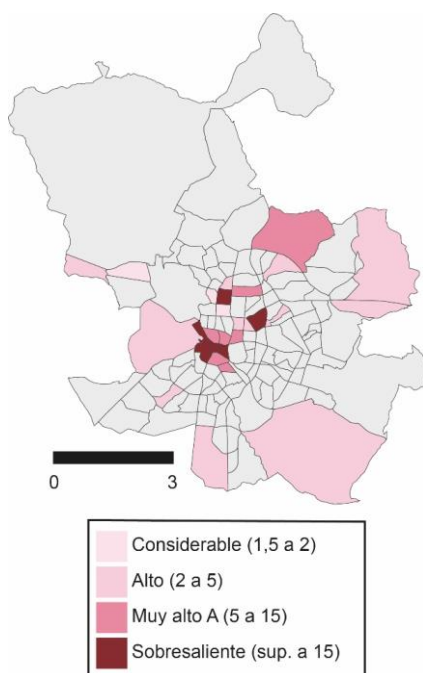 0 3
Considerable (1,5 a 2)
Alto (2 a 5)
Muy alto A (5 a 15)
Sobresaliente (sup. a 15)